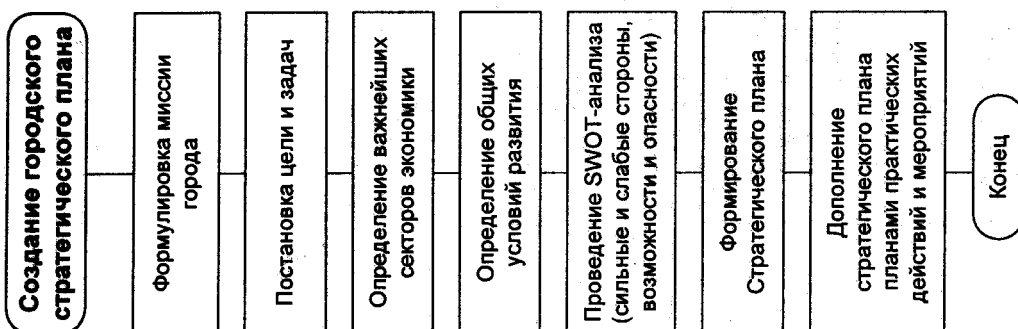 Создание городского
стратегического плана
Формулировка миссии
города
Постановка цели и задач
Определение важнейших
секторов экономики
Определение общих
условий развития
Проведение SWOT-анализа
(сильные и слабые стороны,
возможности и опасности)
Формирование
Стратегического плана
Дополнение
стратегического плана
планами практических
действий и мероприятий
Конец